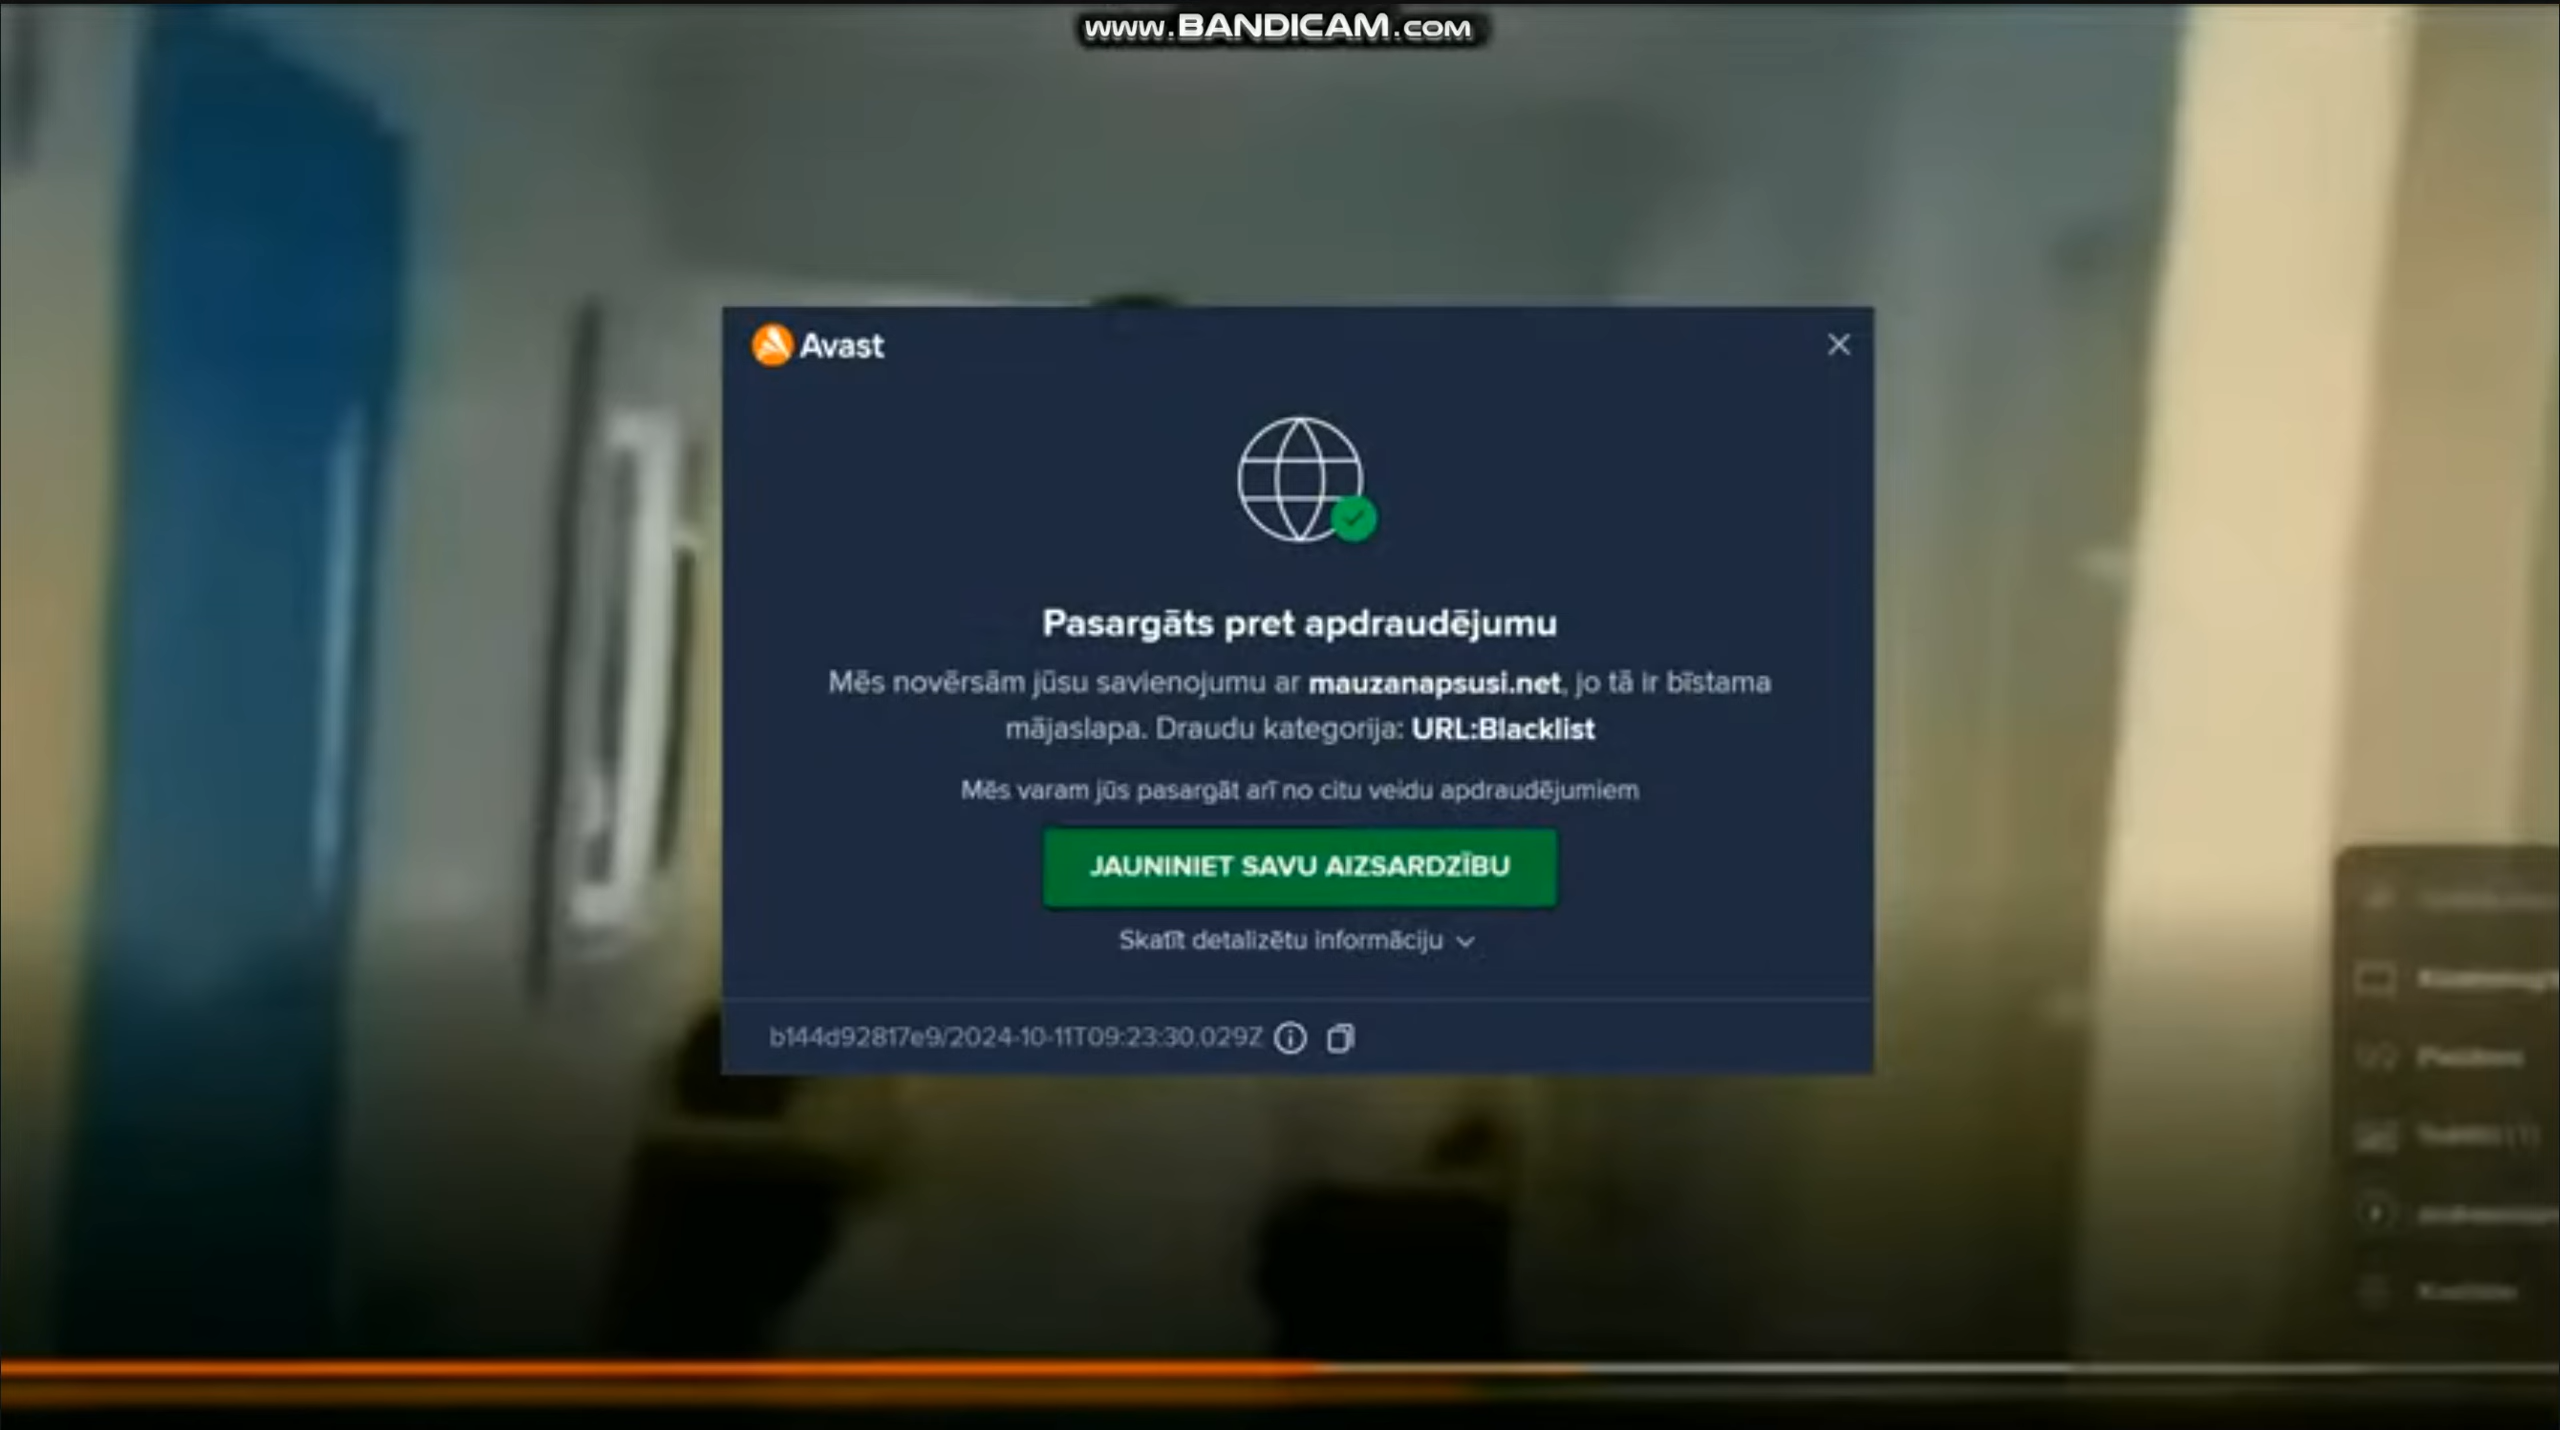 www.BANDICAM.com
Avast
Pasargāts pret apdraudējumu
Mēs novērsām jūsu savienojumu ar mauzanapsusi.net, jo tā ir bīstama
mājaslapa. Draudu kategorija: URL:Blacklist
Mēs varam jūs pasargāt arī no citu veidu apdraudējumiem
JAUNINIET SAVU AIZSARDZĪBU
Skatīt detalizētu informāciju
b144d92817e9/2024-10-11T09:23:30.029Z